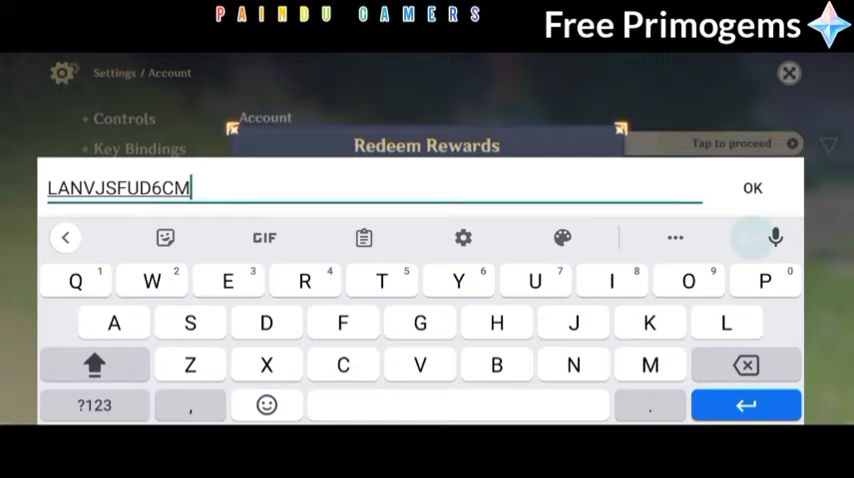 PAINDU GAMERS
Free Primogems
Settings / Account
Controls
Account
Key Bindings
Redeem Rewards
Tap to proceed
LANVJSFUD6CM
OK
GIF
Q 1 W 2 E 3 R 4 T 5 Y 6 U 7 I 8 O 9 P 0
A S D F G H J K L
Z X C V B N M
?123 , .